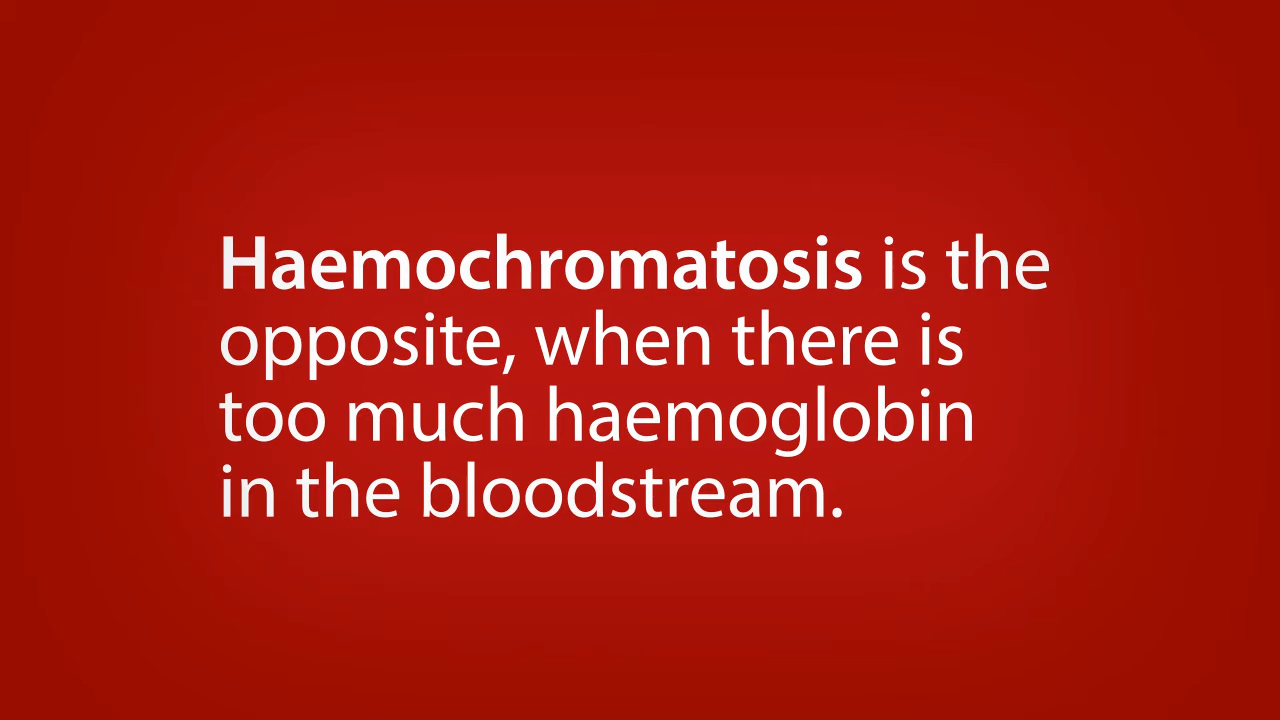 Haemochromatosis is the
opposite, when there is
too much haemoglobin
in the bloodstream.